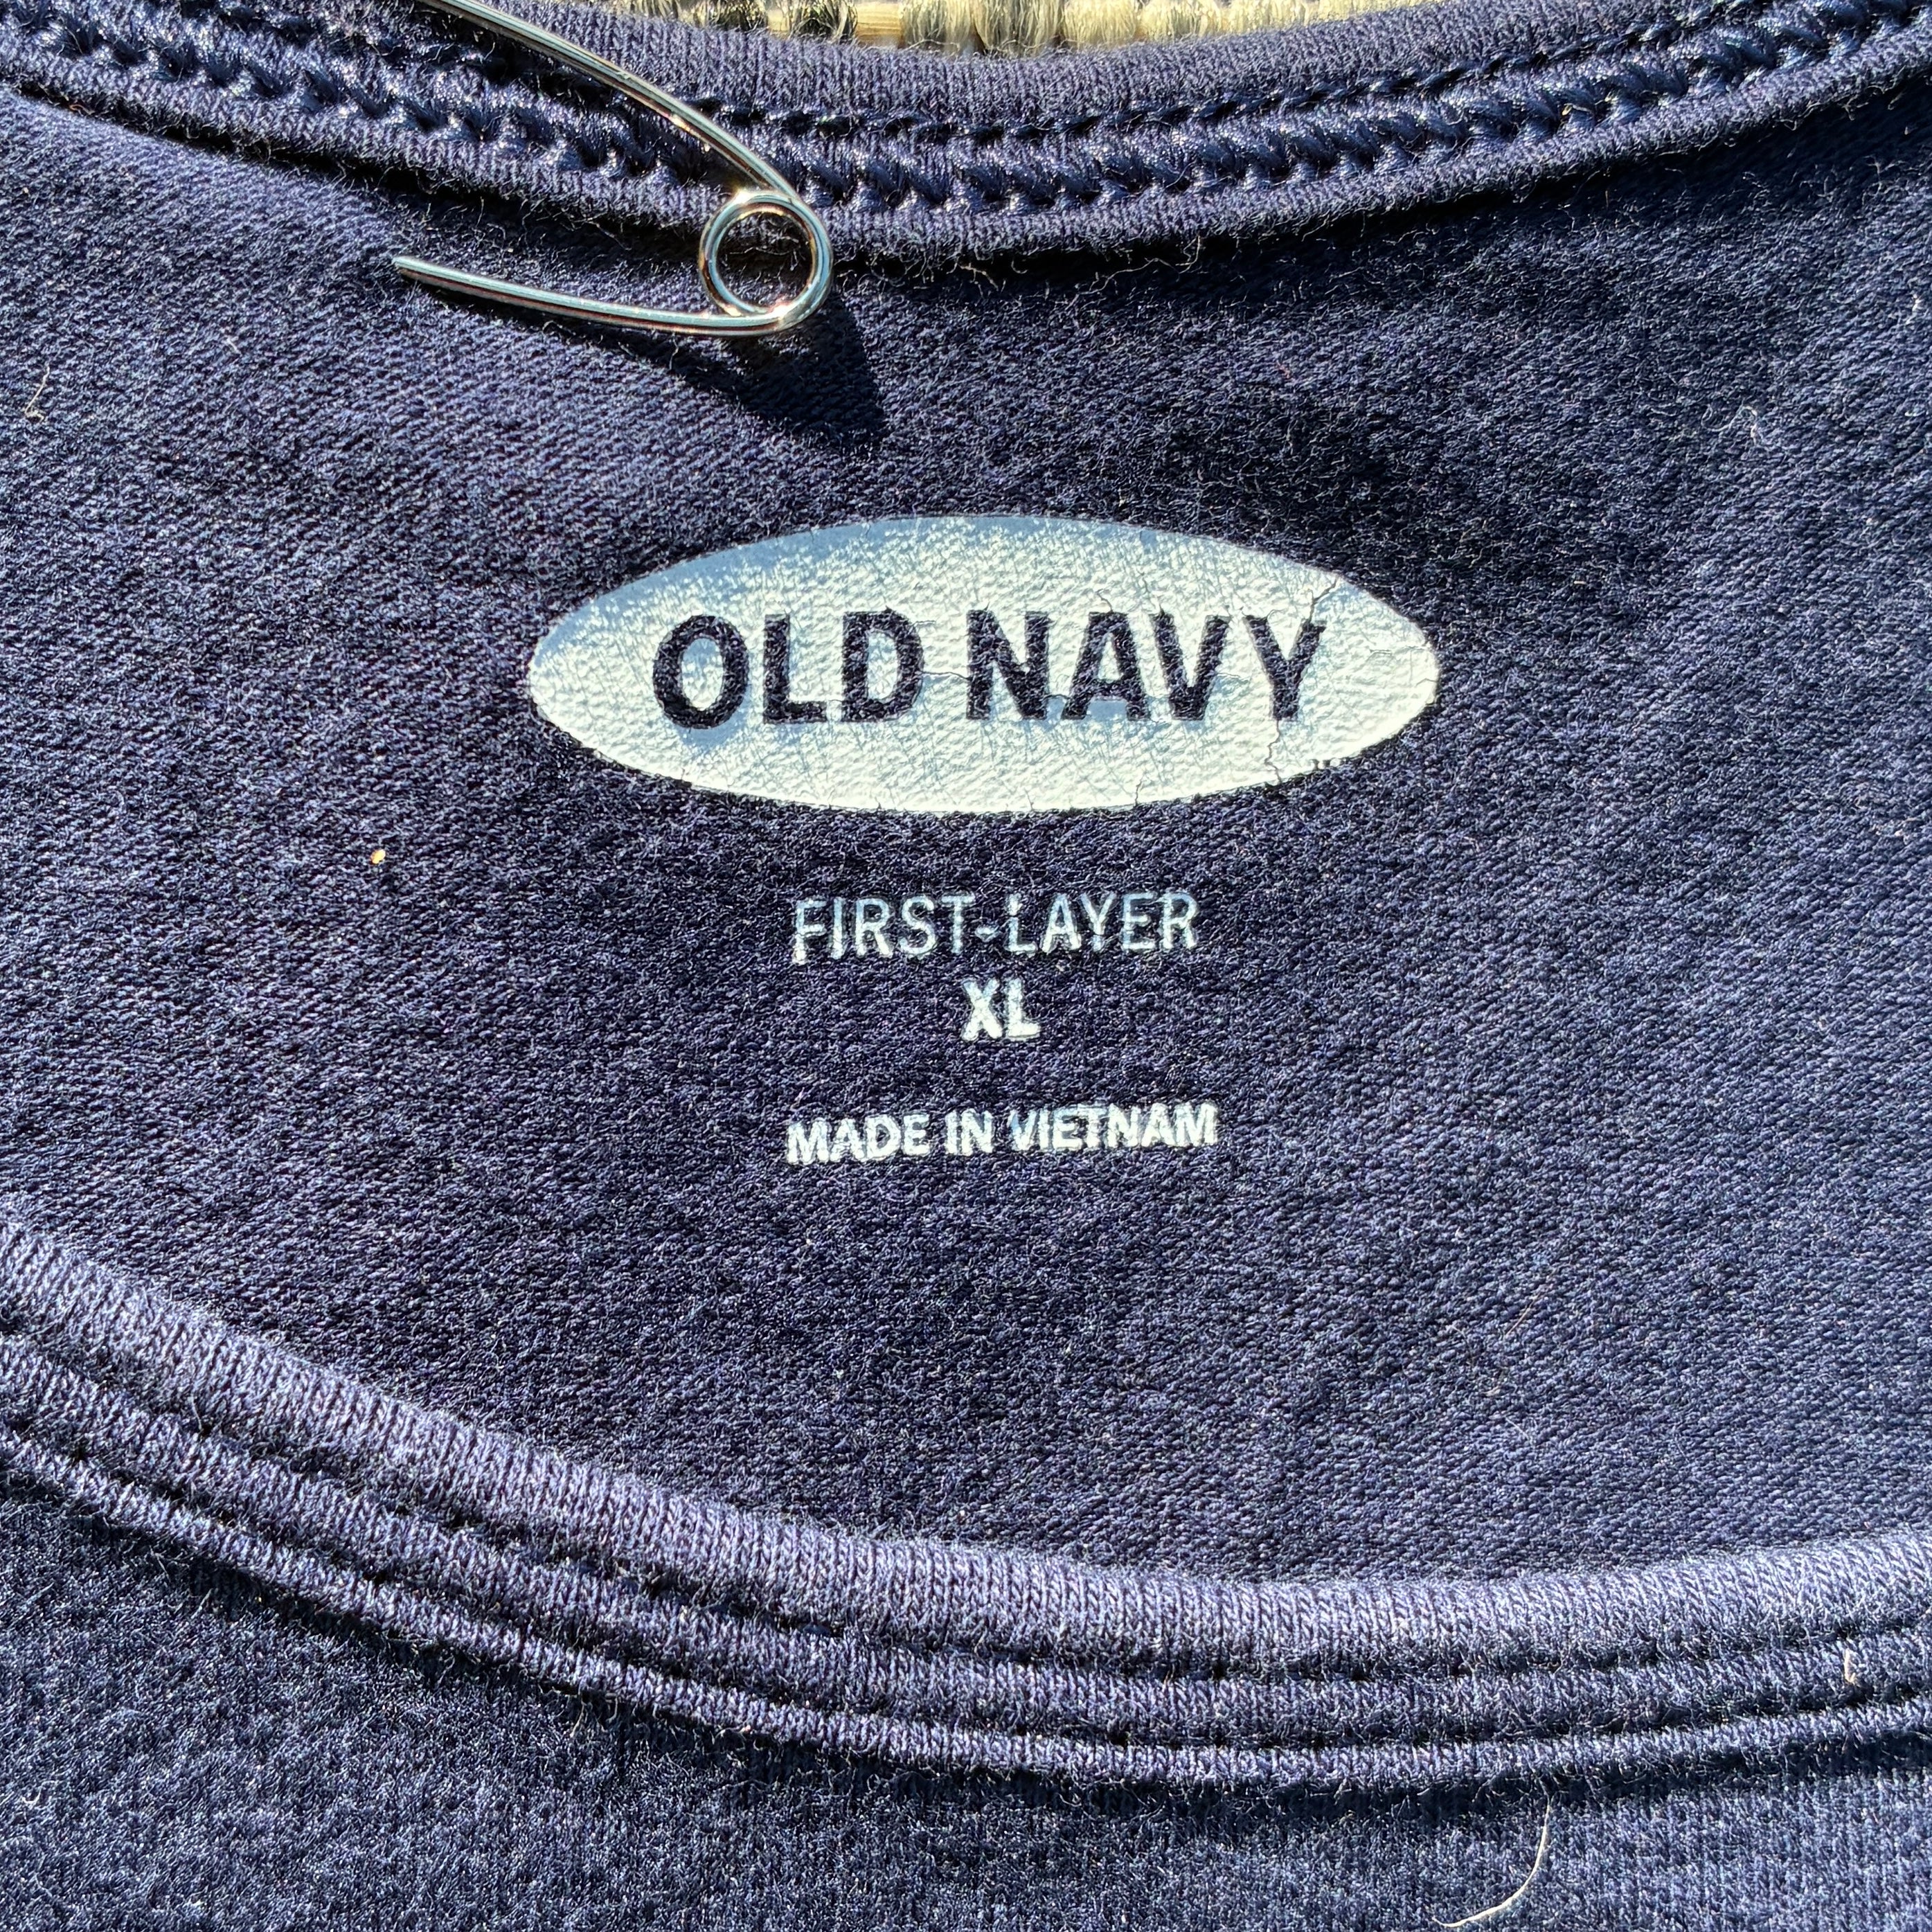 OLD NAVY
FIRST-LAYER
XL
MADE IN VIETNAM